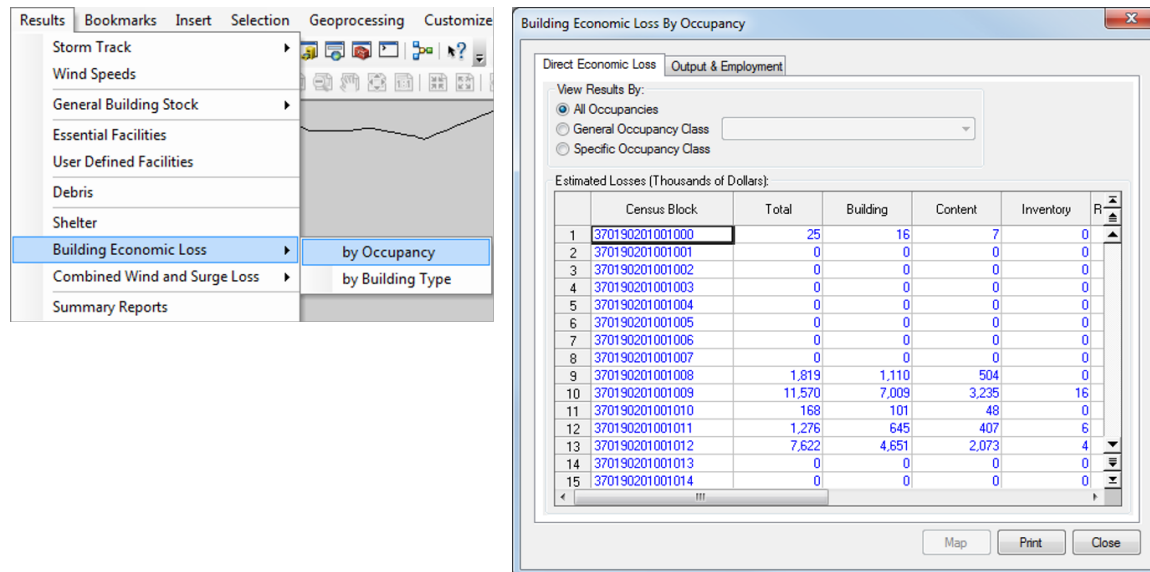 Results Bookmarks Insert Selection Geoprocessing Customize
Storm Track
Wind Speeds
General Building Stock
Essential Facilities
User Defined Facilities
Debris
Shelter
Building Economic Loss
by Occupancy
Combined Wind and Surge Loss
by Building Type
Summary Reports
Building Economic Loss By Occupancy
Direct Economic Loss Output & Employment
View Results By:
All Occupancies
General Occupancy Class
Specific Occupancy Class
Estimated Losses (Thousands of Dollars):
Census Block Total Building Content Inventory R
1 370190201001000 25 16 7 0
2 370190201001001 0 0 0 0
3 370190201001002 0 0 0 0
4 370190201001003 0 0 0 0
5 370190201001004 0 0 0 0
6 370190201001005 0 0 0 0
7 370190201001006 0 0 0 0
8 370190201001007 0 0 0 0
9 370190201001008 1,819 1,110 504 0
10 370190201001009 11,570 7,009 3,235 16
11 370190201001010 168 101 48 0
12 370190201001011 1,276 645 407 6
13 370190201001012 7,622 4,651 2,073 4
14 370190201001013 0 0 0 0
15 370190201001014 0 0 0 0
Map Print Close